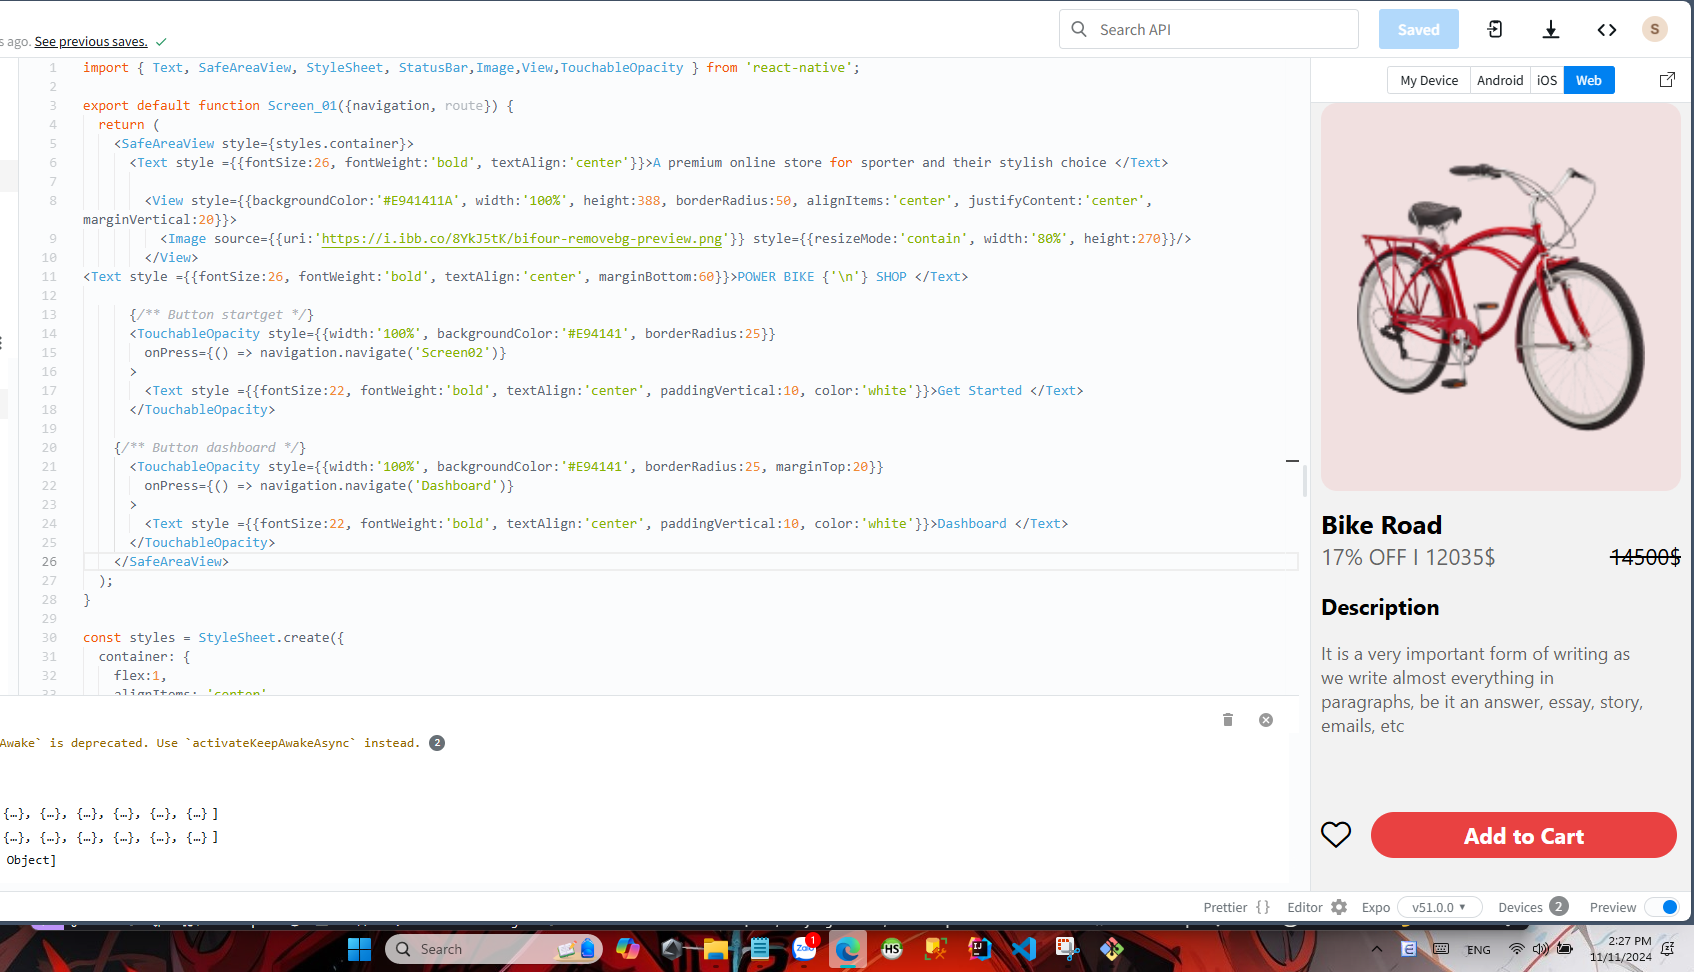 s ago. See previous saves.
Search API
Saved
S
My Device
Android
iOS
Web
1 import { Text, SafeAreaView, StyleSheet, StatusBar,Image,View,TouchableOpacity } from 'react-native';
2
3 export default function Screen_01({navigation, route}) {
4 return (
5 <SafeAreaView style={styles.container}>
6 <Text style ={{fontSize:26, fontWeight:'bold', textAlign:'center'}}>A premium online store for sporter and their stylish choice </Text>
7
8 <View style={{backgroundColor:'#E941411A', width:'100%', height:388, borderRadius:50, alignItems:'center', justifyContent:'center',
marginVertical:20}}>
9 <Image source={{uri:'https://i.ibb.co/8YkJ5tK/bifour-removebg-preview.png'}} style={{resizeMode:'contain', width:'80%', height:270}}/>
10 </View>
11 <Text style ={{fontSize:26, fontWeight:'bold', textAlign:'center', marginBottom:60}}>POWER BIKE {'\n'} SHOP </Text>
12
13 {/** Button startget */}
14 <TouchableOpacity style={{width:'100%', backgroundColor:'#E94141', borderRadius:25}}
15 onPress={() => navigation.navigate('Screen02')}
16 >
17 <Text style ={{fontSize:22, fontWeight:'bold', textAlign:'center', paddingVertical:10, color:'white'}}>Get Started </Text>
18 </TouchableOpacity>
19
20 {/** Button dashboard */}
21 <TouchableOpacity style={{width:'100%', backgroundColor:'#E94141', borderRadius:25, marginTop:20}}
22 onPress={() => navigation.navigate('Dashboard')}
23 >
24 <Text style ={{fontSize:22, fontWeight:'bold', textAlign:'center', paddingVertical:10, color:'white'}}>Dashboard </Text>
25 </TouchableOpacity>
26 </SafeAreaView>
27 );
28 }
29
30 const styles = StyleSheet.create({
31 container: {
32 flex:1,
33 alignItems: 'center'
Awake` is deprecated. Use `activateKeepAwakeAsync` instead. 2
{…}, {…}, {…}, {…}, {…}, {…} ]
{…}, {…}, {…}, {…}, {…}, {…} ]
Object]
Bike Road
17% OFF I 12035$
14500$
Description
It is a very important form of writing as
we write almost everything in
paragraphs, be it an answer, essay, story,
emails, etc
Add to Cart
Prettier {}
Editor
Expo
v51.0.0
Devices 2
Preview
Search
Zalo
1
HS
IJ
E
ENG
2:27 PM
11/11/2024